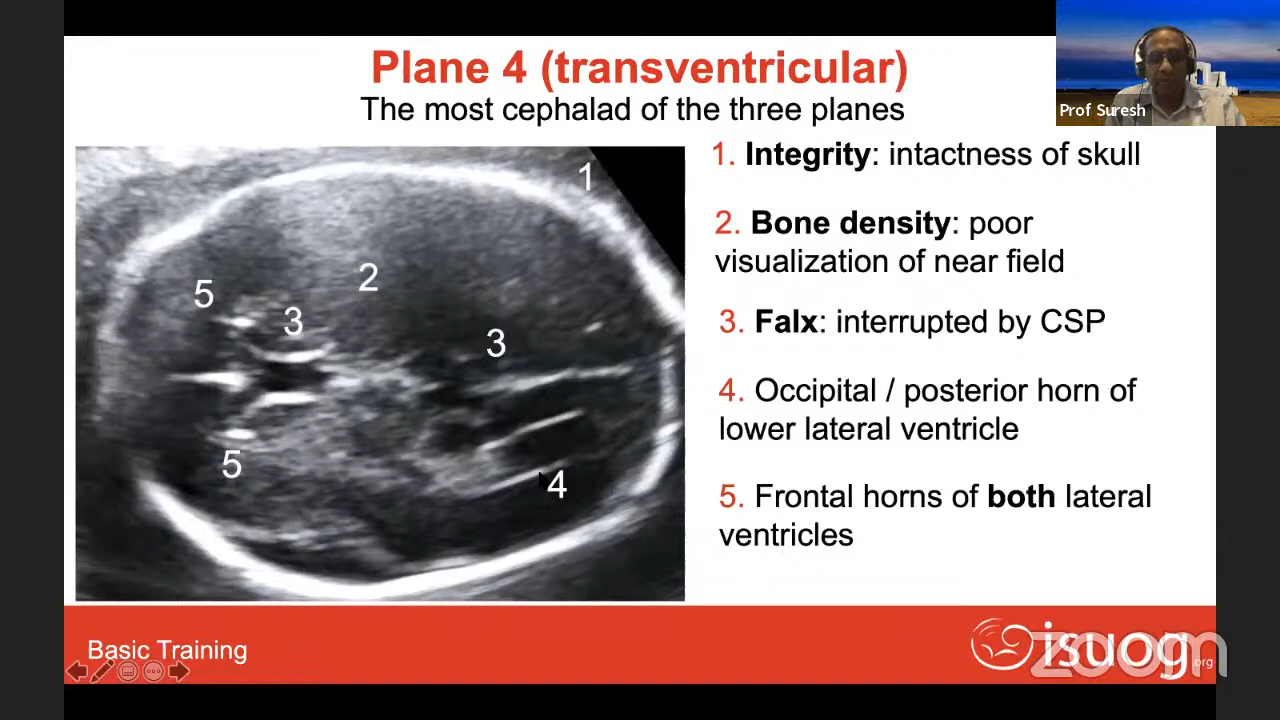 Plane 4 (transventricular)
The most cephalad of the three planes
Prof Suresh
1. Integrity: intactness of skull
2. Bone density: poor
visualization of near field
3. Falx: interrupted by CSP
4. Occipital / posterior horn of
lower lateral ventricle
5. Frontal horns of both lateral
ventricles
1
2
5
3
3
5
4
Basic Training
isuog.org
zoom